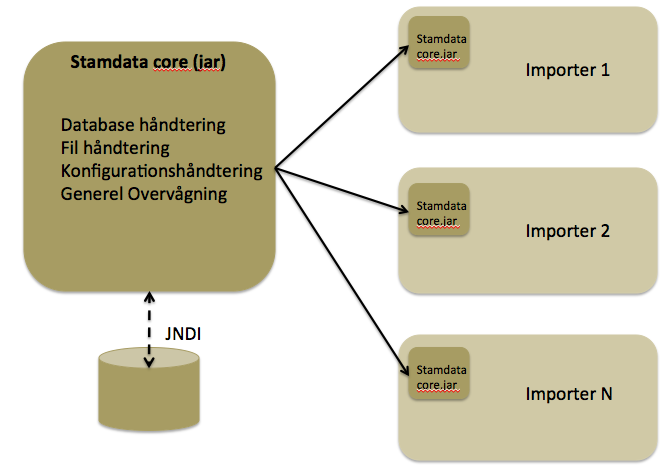 Stamdata core (jar)
Database håndtering
Fil håndtering
Konfigurationshåndtering
Generel Overvågning
JNDI
Stamdata
core.jar
Importer 1
Stamdata
core.jar
Importer 2
Stamdata
core.jar
Importer N